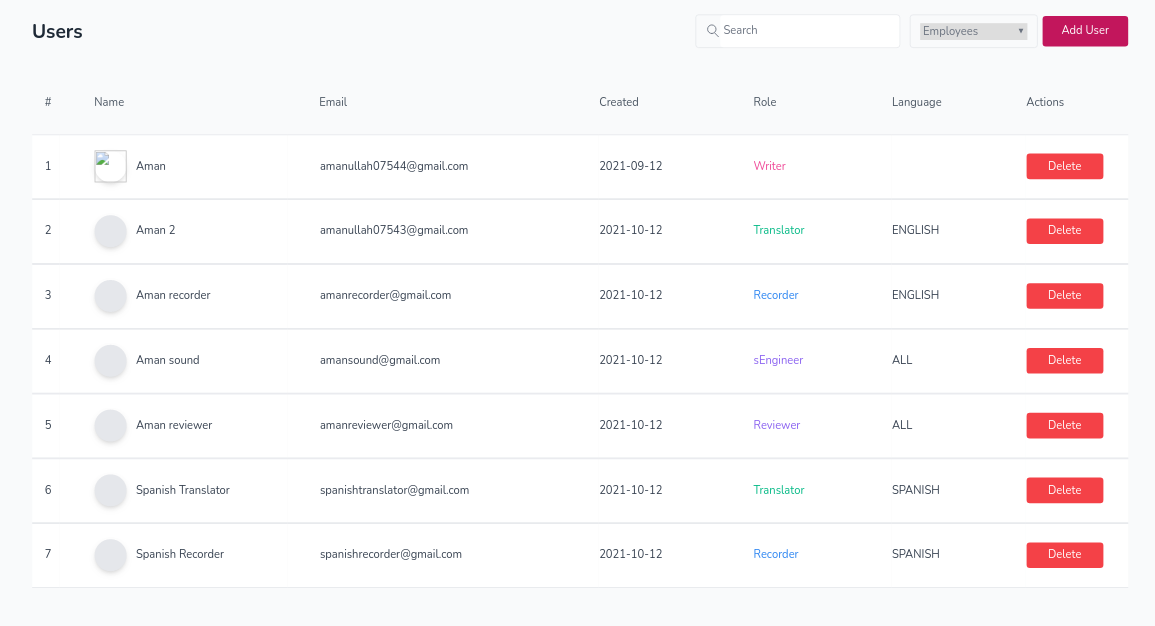 Users
Search
Employees
Add User
# Name Email Created Role Language Actions
1 Aman amanullah07544@gmail.com 2021-09-12 Writer Delete
2 Aman 2 amanullah07543@gmail.com 2021-10-12 Translator ENGLISH Delete
3 Aman recorder amanrecorder@gmail.com 2021-10-12 Recorder ENGLISH Delete
4 Aman sound amansound@gmail.com 2021-10-12 sEngineer ALL Delete
5 Aman reviewer amanreviewer@gmail.com 2021-10-12 Reviewer ALL Delete
6 Spanish Translator spanishtranslator@gmail.com 2021-10-12 Translator SPANISH Delete
7 Spanish Recorder spanishrecorder@gmail.com 2021-10-12 Recorder SPANISH Delete